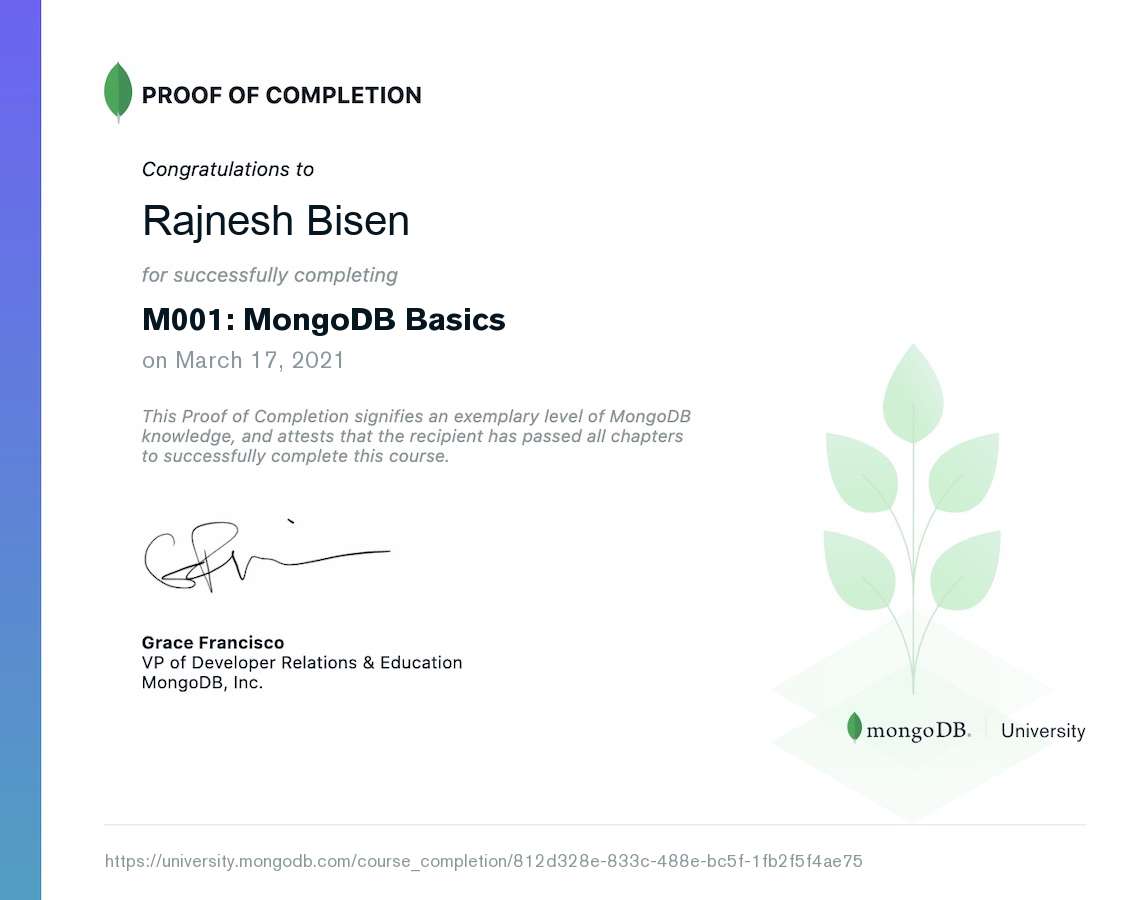 PROOF OF COMPLETION
Congratulations to
Rajnesh Bisen
for successfully completing
M001: MongoDB Basics
on March 17, 2021
This Proof of Completion signifies an exemplary level of MongoDB
knowledge, and attests that the recipient has passed all chapters
to successfully complete this course.
Grace Francisco
VP of Developer Relations & Education
MongoDB, Inc.
mongoDB. University
https://university.mongodb.com/course_completion/812d328e-833c-488e-bc5f-1fb2f5f4ae75